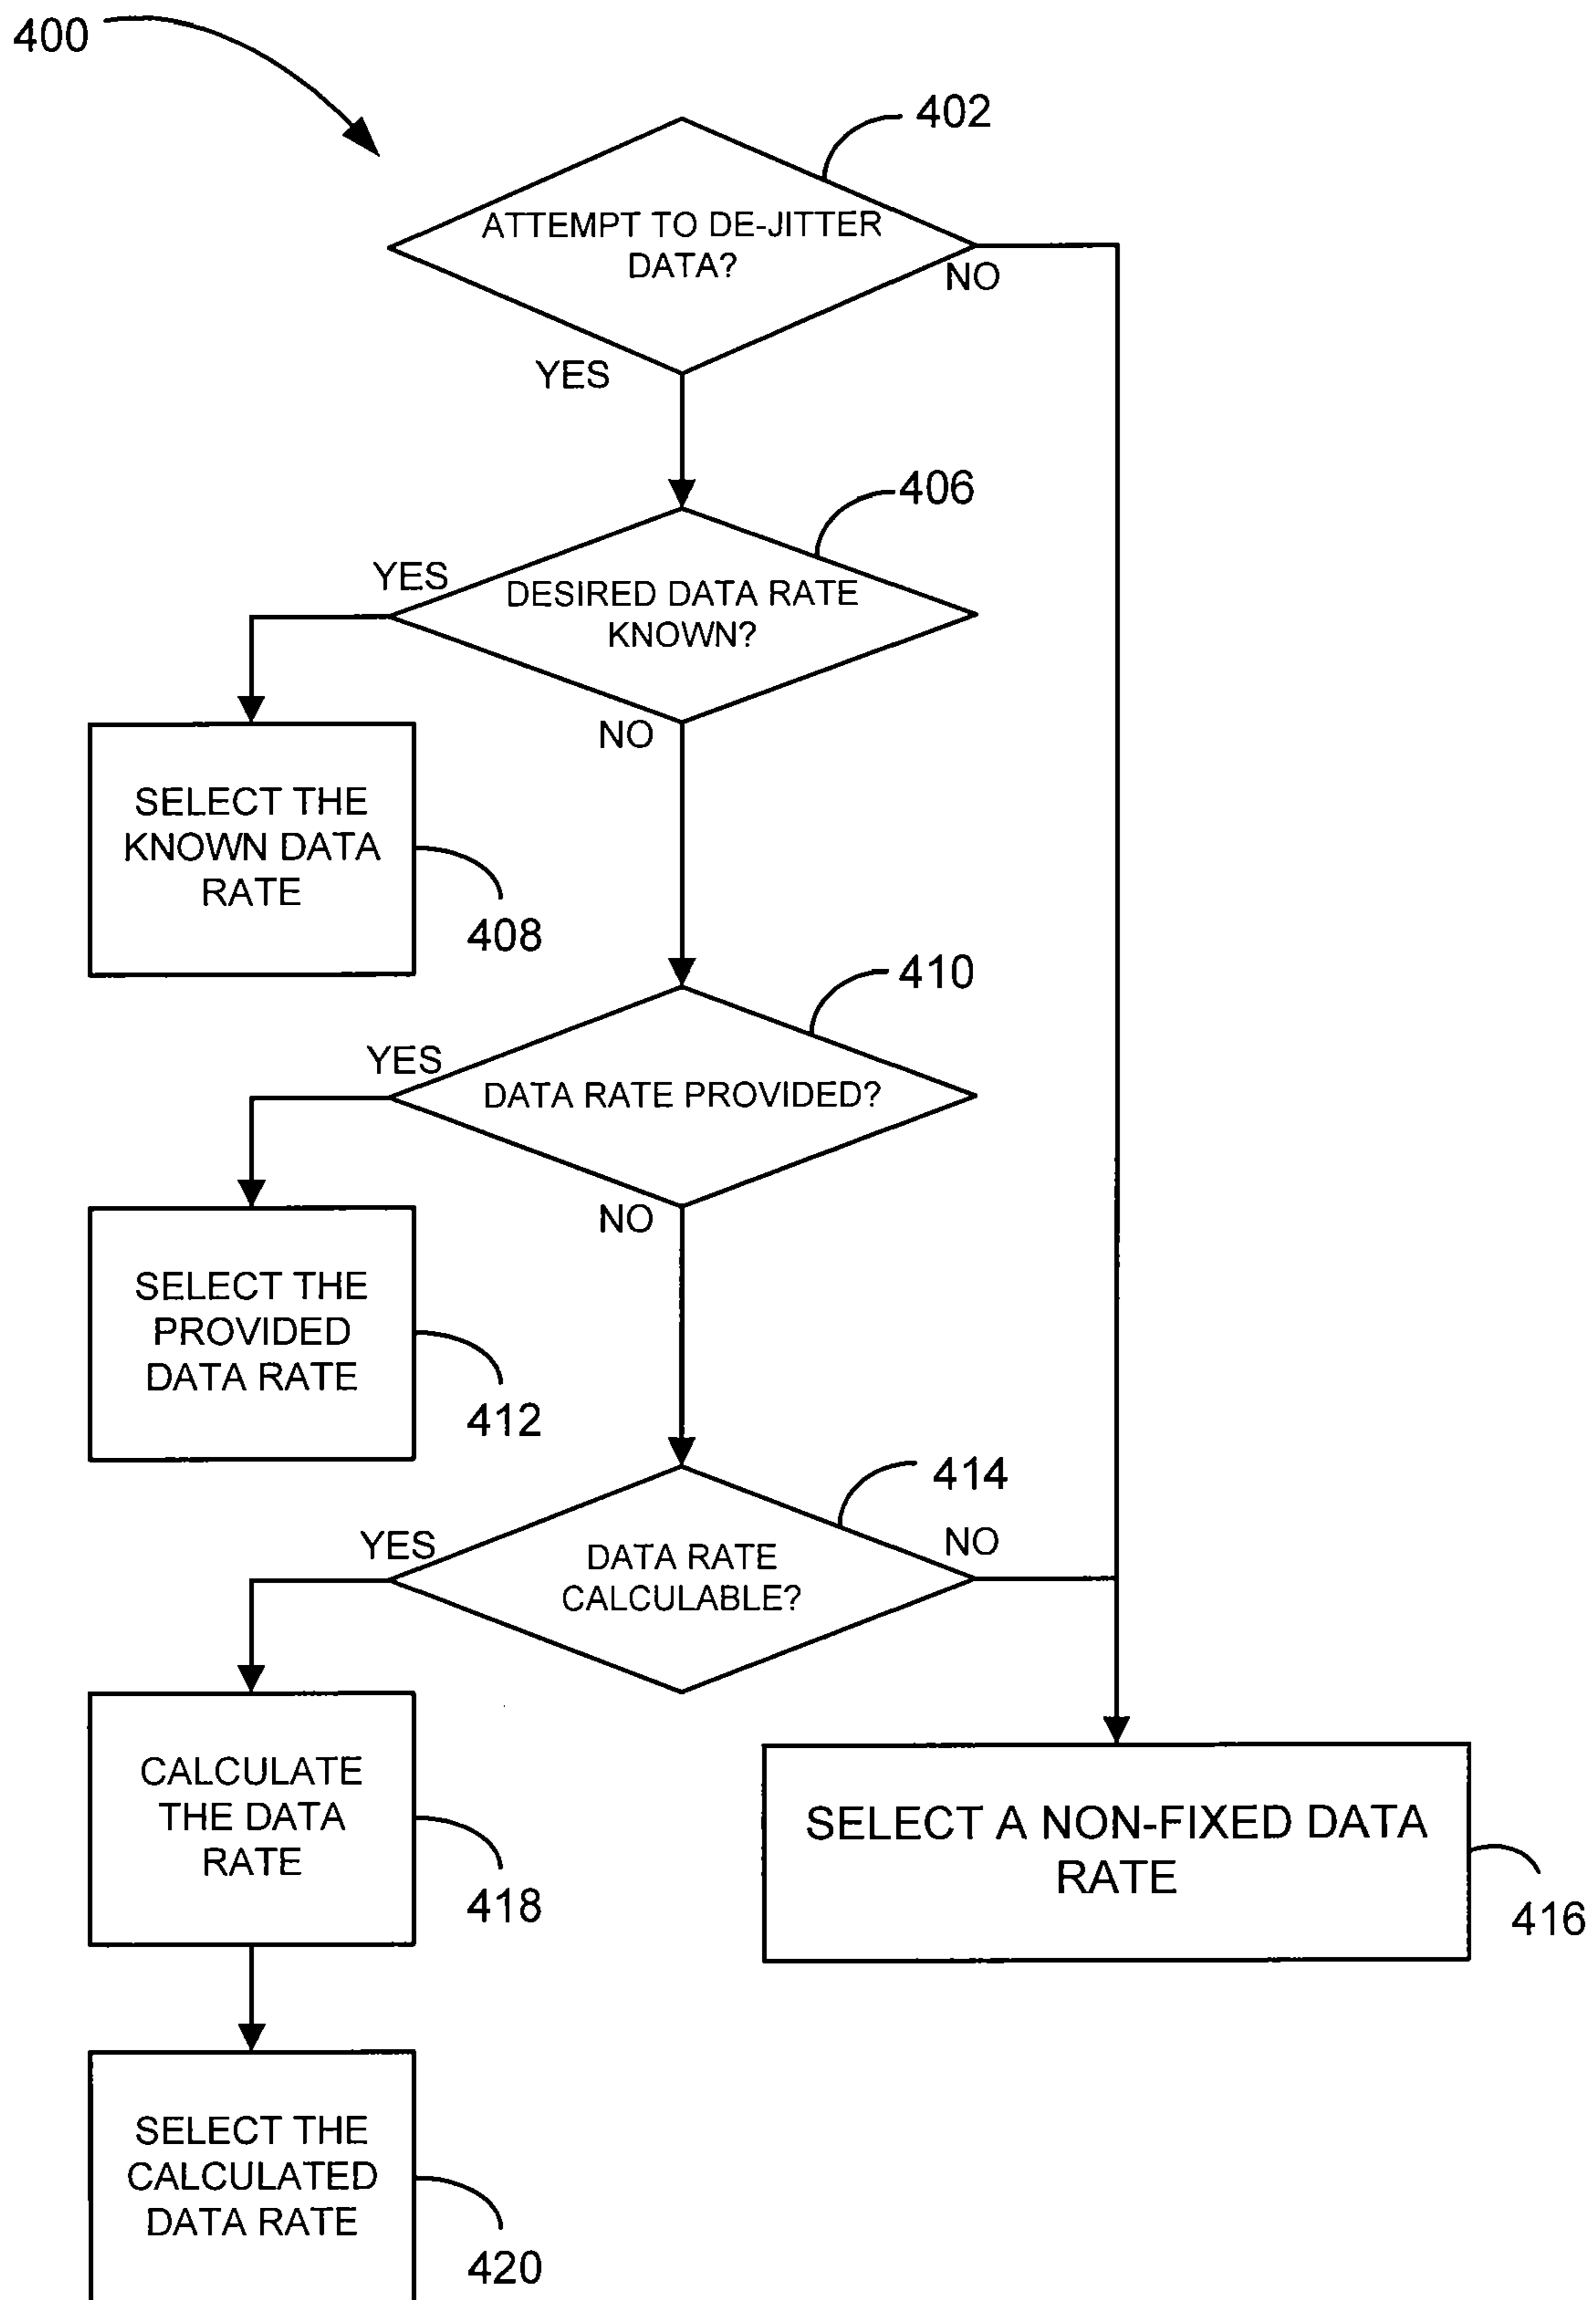 400
402
ATTEMPT TO DE-JITTER
DATA?
NO
YES
406
YES
DESIRED DATA RATE
KNOWN?
NO
SELECT THE
KNOWN DATA
RATE
408
410
YES
DATA RATE PROVIDED?
NO
SELECT THE
PROVIDED
DATA RATE
412
414
YES
NO
DATA RATE
CALCULABLE?
CALCULATE
THE DATA
RATE
418
SELECT A NON-FIXED DATA
RATE
416
SELECT THE
CALCULATED
DATA RATE
420